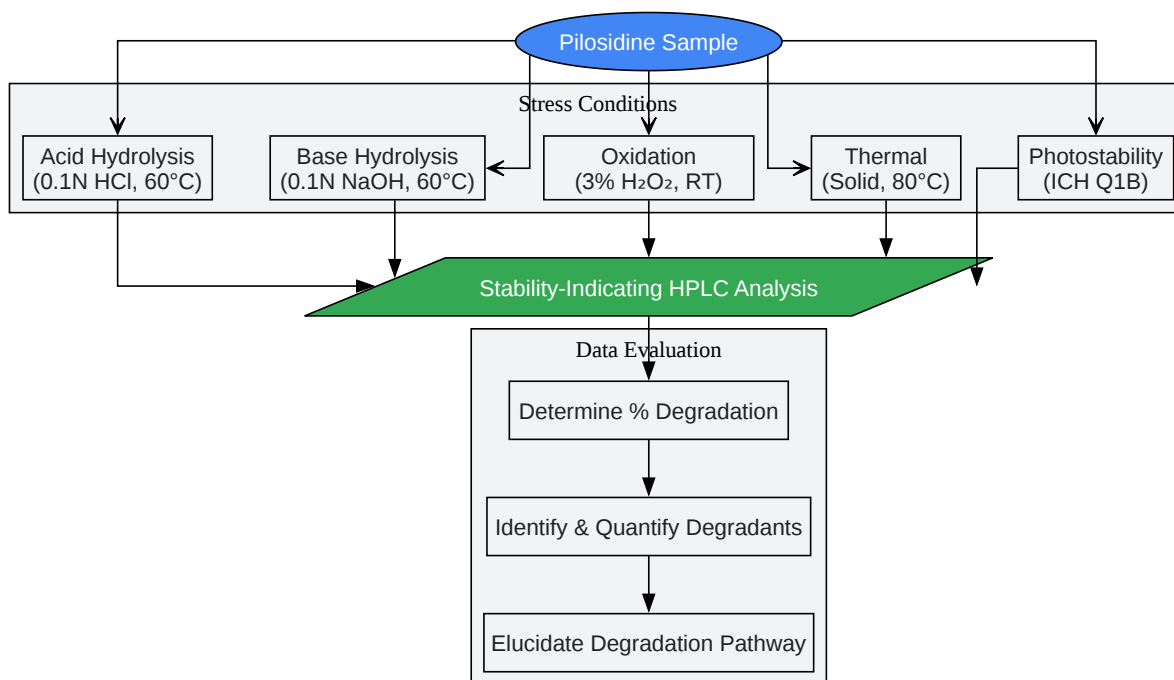 Pilosidine Sample
Stress Conditions
Acid Hydrolysis
(0.1N HCl, 60°C)
Base Hydrolysis
(0.1N NaOH, 60°C)
Oxidation
(3% H₂O₂, RT)
Thermal
(Solid, 80°C)
Photostability
(ICH Q1B)
Stability-Indicating HPLC Analysis
Data Evaluation
Determine % Degradation
Identify & Quantify Degradants
Elucidate Degradation Pathway